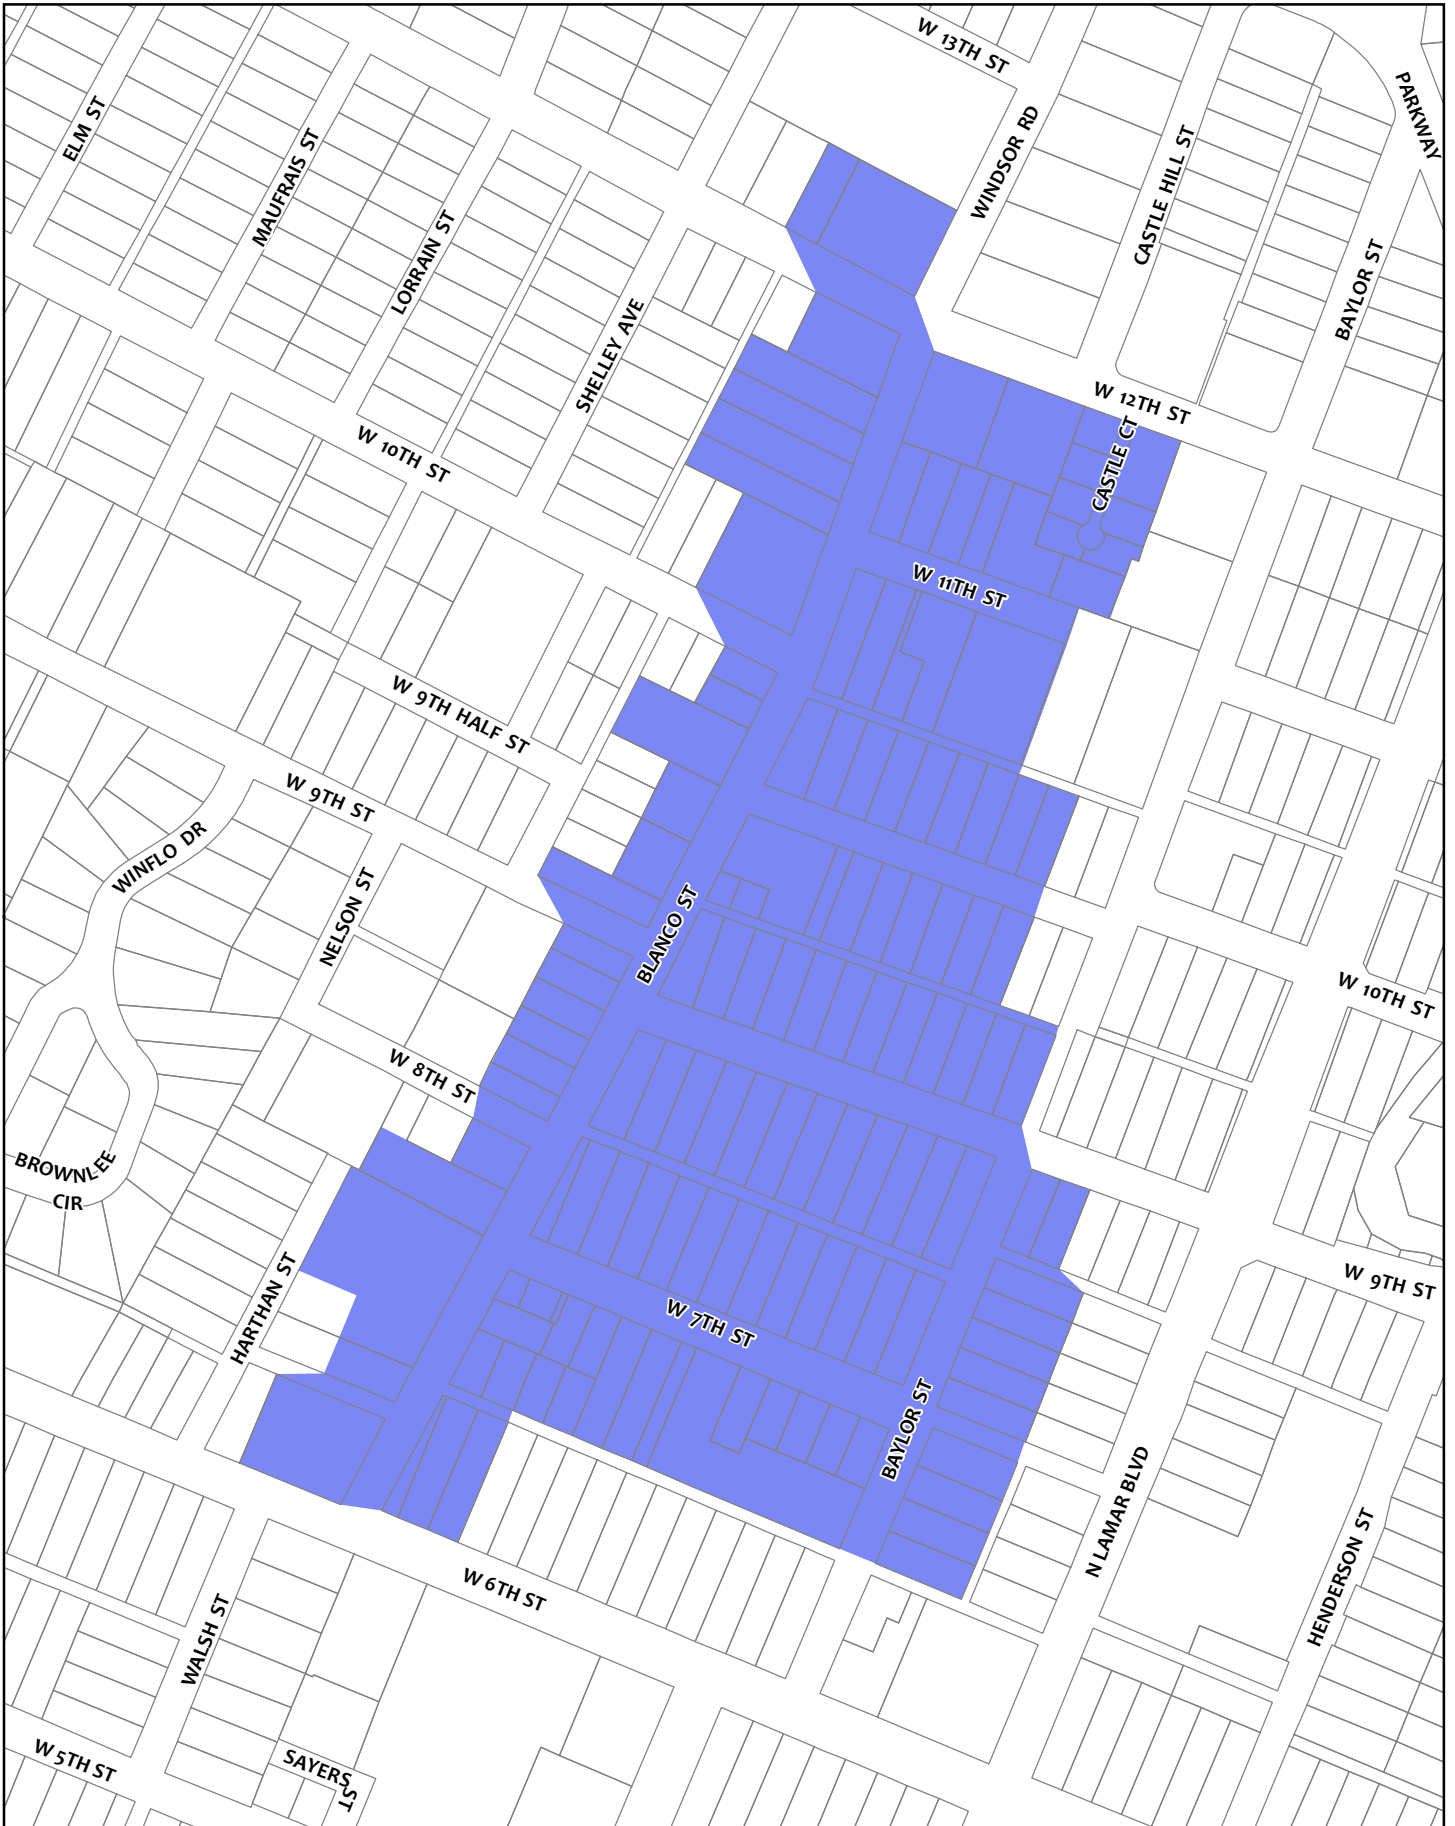 W 13TH ST
PARKWAY
ELM ST
MAUFRAIS ST
WINDSOR RD
CASTLE HILL ST
LORRAIN ST
BAYLOR ST
SHELLEY AVE
W 12TH ST
CASTLE CT
W 10TH ST
W 11TH ST
W 9TH HALF ST
W 9TH ST
WINFLO DR
NELSON ST
BLANCO ST
W 10TH ST
W 8TH ST
BROWNLEE
CIR
HARTHAN ST
W 9TH ST
W 7TH ST
BAYLOR ST
N LAMAR BLVD
HENDERSON ST
W 6TH ST
WALSH ST
W 5TH ST
SAYERS
ST